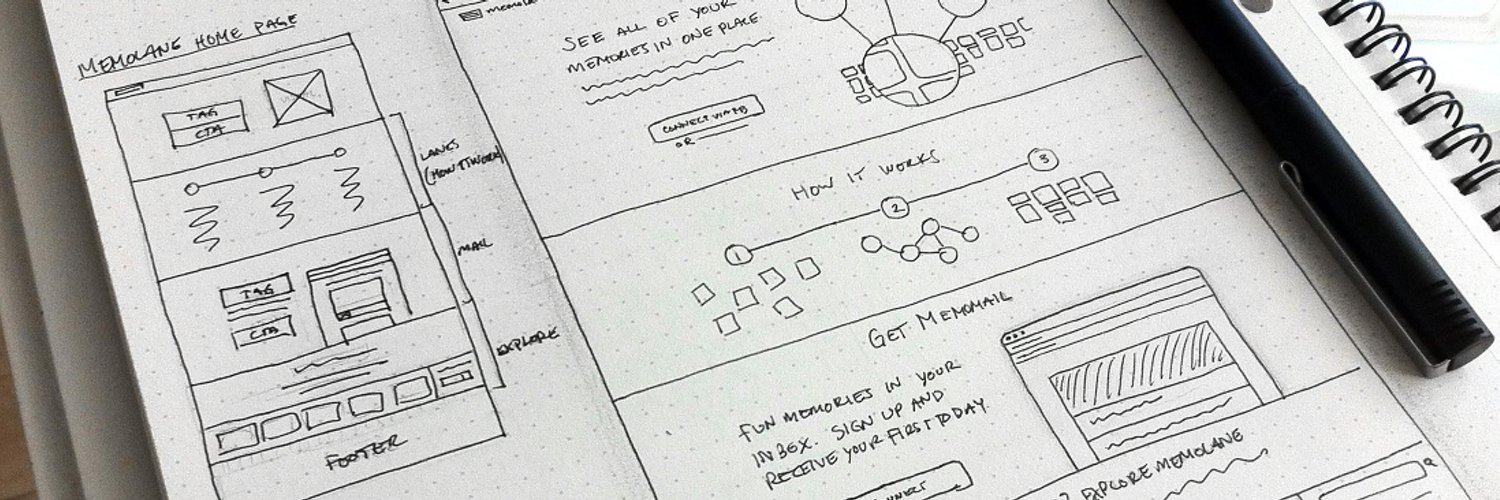 MEMOLANG HOME PAGE
TAG
CTA
LANES
(HOW IT WORKS)
TAG
CTA
MAIL
EXPLORE
FOOTER
SEE ALL OF YOUR
MEMORIES IN ONE PLACE
CONNECT VIA FB
OR
HOW IT WORKS
1
2
3
GET MEMOMAIL
FUN MEMORIES IN YOUR
INBOX. SIGN UP AND
RECEIVE YOUR FIRST TODAY.
EXPLORE MEMOLANE